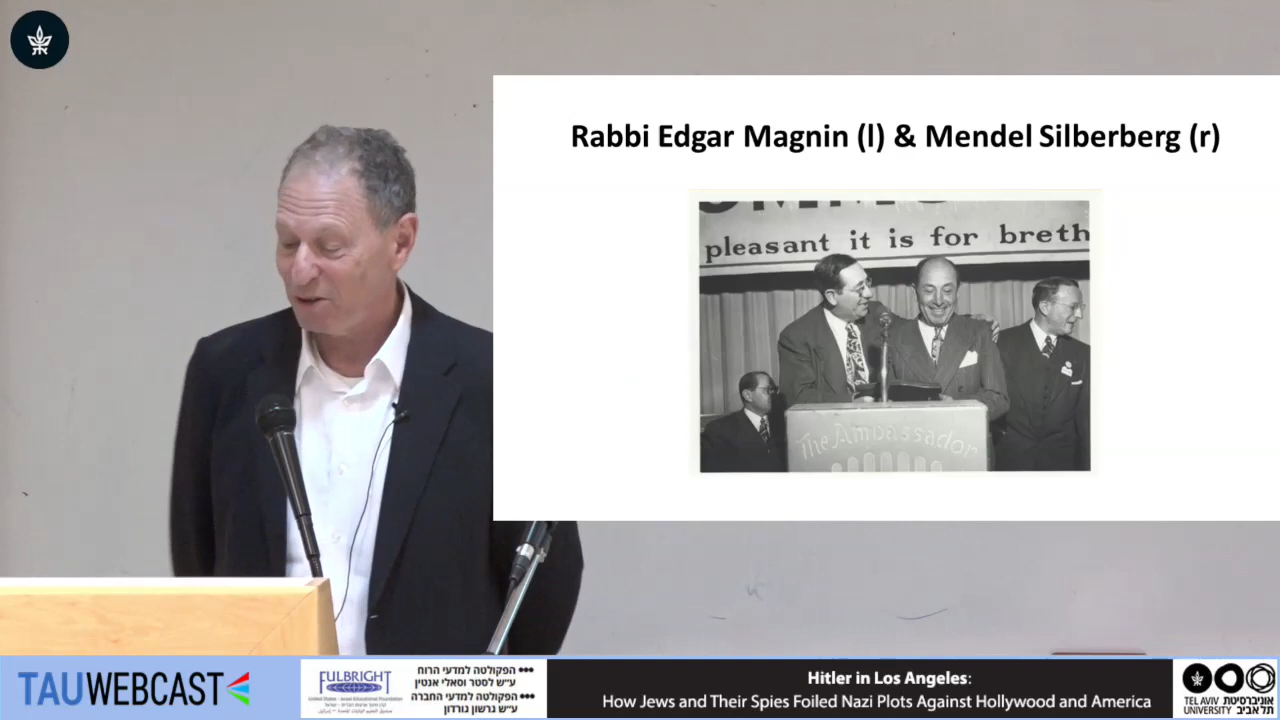 Rabbi Edgar Magnin (l) & Mendel Silberberg (r)
pleasant it is for breth
The Ambassador
TAUWEBCAST
FULBRIGHT
הפקולטה למדעי הרוח
ע״ש לסטר וסאלי אנטין
הפקולטה למדעי החברה
ע״ש גרשון גורדון
Hitler in Los Angeles:
How Jews and Their Spies Foiled Nazi Plots Against Hollywood and America
TEL AVIV אוניברסיטת
UNIVERSITY תל אביב